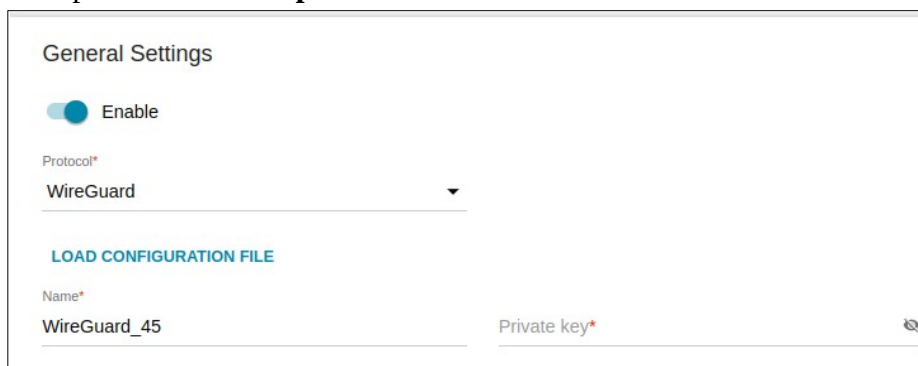 General Settings
Enable
Protocol*
WireGuard
LOAD CONFIGURATION FILE
Name*
WireGuard_45
Private key*